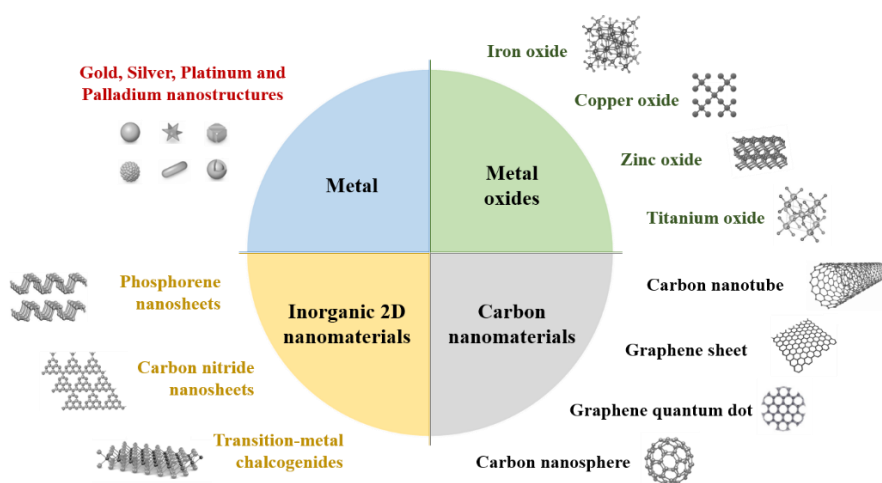 Gold, Silver, Platinum and
Palladium nanostructures
Metal
Iron oxide
Copper oxide
Zinc oxide
Titanium oxide
Metal
oxides
Phosphorene
nanosheets
Carbon nitride
nanosheets
Transition-metal
chalcogenides
Inorganic 2D
nanomaterials
Carbon
nanomaterials
Carbon nanotube
Graphene sheet
Graphene quantum dot
Carbon nanosphere